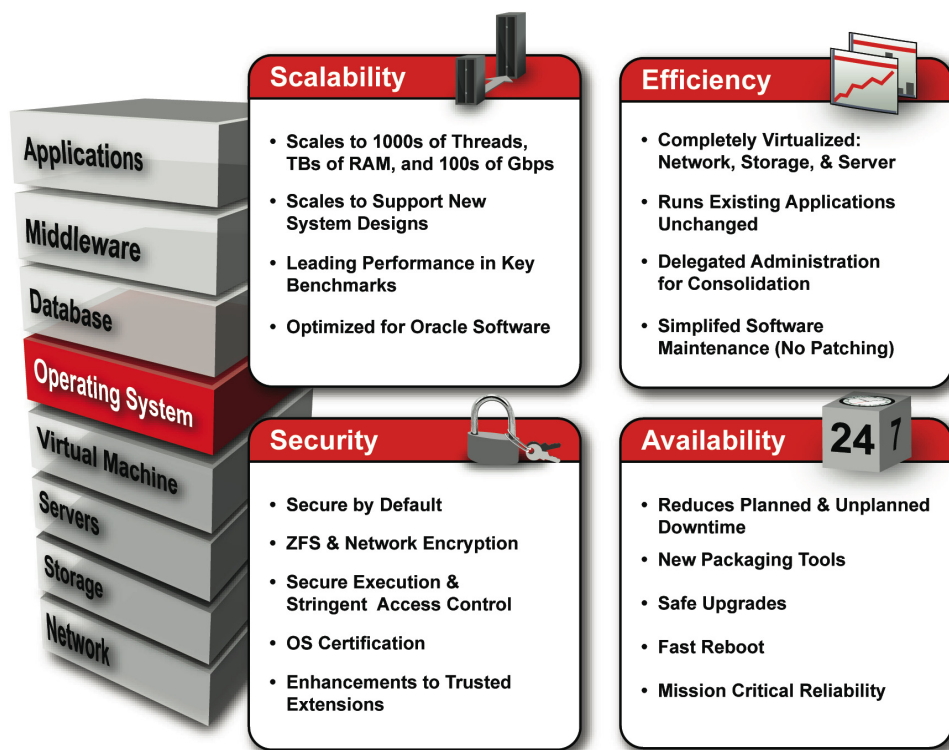 Applications
Middleware
Database
Operating System
Virtual Machine
Servers
Storage
Network
Scalability
• Scales to 1000s of Threads,
TBs of RAM, and 100s of Gbps
• Scales to Support New
System Designs
• Leading Performance in Key
Benchmarks
• Optimized for Oracle Software
Efficiency
• Completely Virtualized:
Network, Storage, & Server
• Runs Existing Applications
Unchanged
• Delegated Administration
for Consolidation
• Simplifed Software
Maintenance (No Patching)
Security
• Secure by Default
• ZFS & Network Encryption
• Secure Execution &
Stringent Access Control
• OS Certification
• Enhancements to Trusted
Extensions
Availability
24 7
• Reduces Planned & Unplanned
Downtime
• New Packaging Tools
• Safe Upgrades
• Fast Reboot
• Mission Critical Reliability